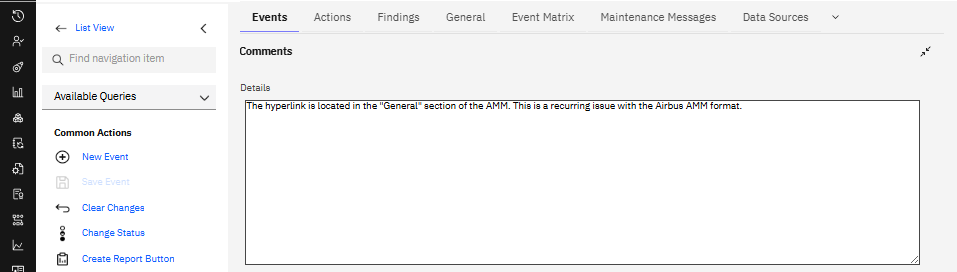 Events Actions Findings General Event Matrix Maintenance Messages Data Sources
List View
Comments
Find navigation item
Details
Available Queries
The hyperlink is located in the "General" section of the AMM. This is a recurring issue with the Airbus AMM format.
Common Actions
New Event
Save Event
Clear Changes
Change Status
Create Report Button